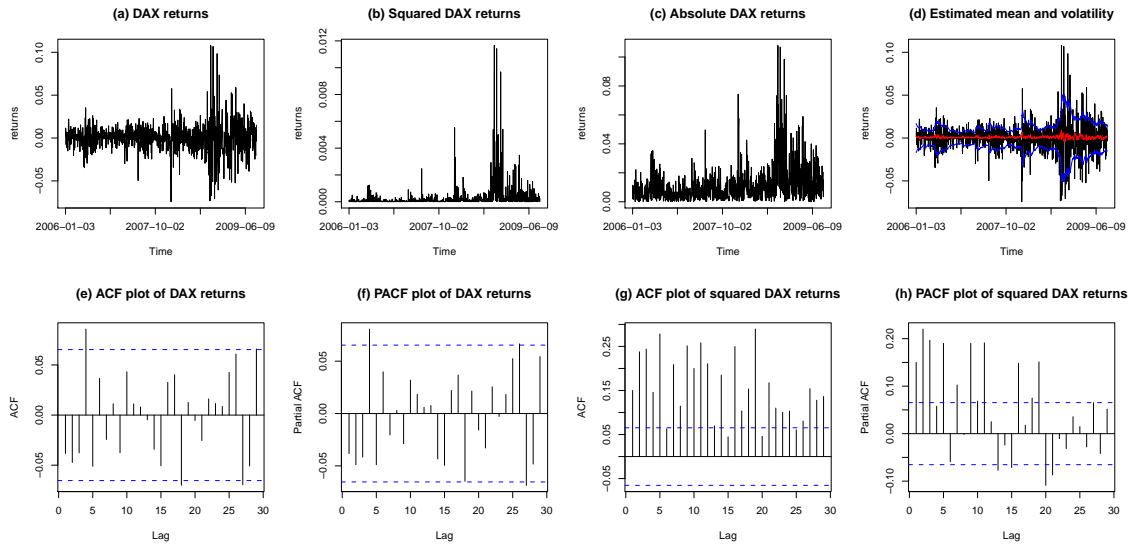 (a) DAX returns
returns
0.10
0.05
0.00
−0.05
2006−01−03
2007−10−02
2009−06−09
Time
(b) Squared DAX returns
returns
0.012
0.008
0.004
0.000
2006−01−03
2007−10−02
2009−06−09
Time
(c) Absolute DAX returns
returns
0.08
0.04
0.00
2006−01−03
2007−10−02
2009−06−09
Time
(d) Estimated mean and volatility
returns
0.10
0.05
0.00
−0.05
2006−01−03
2007−10−02
2009−06−09
Time
(e) ACF plot of DAX returns
ACF
0.05
0.00
−0.05
0 5 10 15 20 25 30
Lag
(f) PACF plot of DAX returns
Partial ACF
0.05
0.00
−0.05
0 5 10 15 20 25 30
Lag
(g) ACF plot of squared DAX returns
ACF
0.25
0.15
0.05
−0.05
0 5 10 15 20 25 30
Lag
(h) PACF plot of squared DAX returns
Partial ACF
0.20
0.10
0.00
−0.10
0 5 10 15 20 25 30
Lag